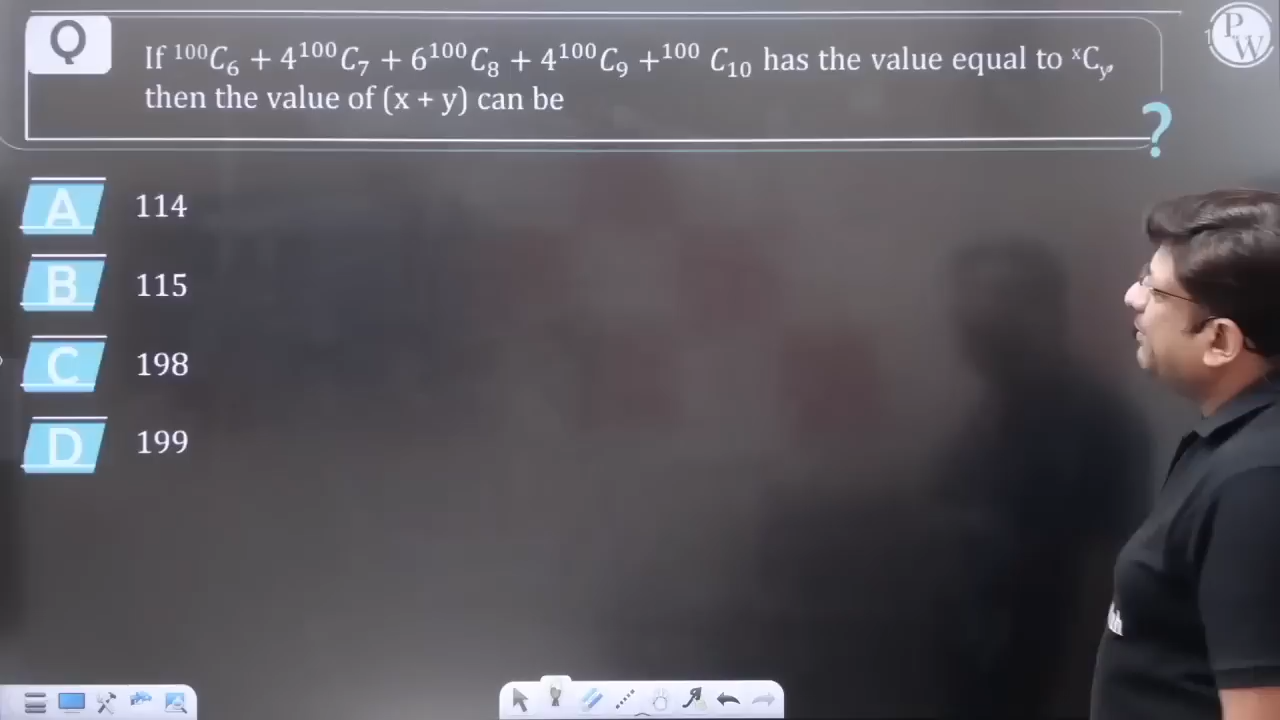 Q
If ¹⁰⁰C₆ + 4¹⁰⁰C₇ + 6¹⁰⁰C₈ + 4¹⁰⁰C₉ +¹⁰⁰ C₁₀ has the value equal to ˣCᵧ,
then the value of (x + y) can be
?
PW
A 114
B 115
C 198
D 199